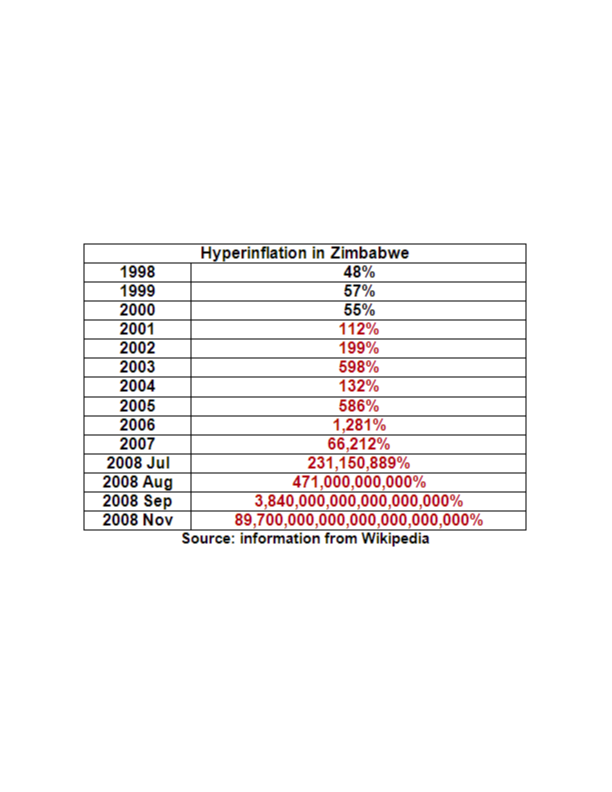 Hyperinflation in Zimbabwe
1998 48%
1999 57%
2000 55%
2001 112%
2002 199%
2003 598%
2004 132%
2005 586%
2006 1,281%
2007 66,212%
2008 Jul 231,150,889%
2008 Aug 471,000,000,000%
2008 Sep 3,840,000,000,000,000,000%
2008 Nov 89,700,000,000,000,000,000,000%
Source: information from Wikipedia